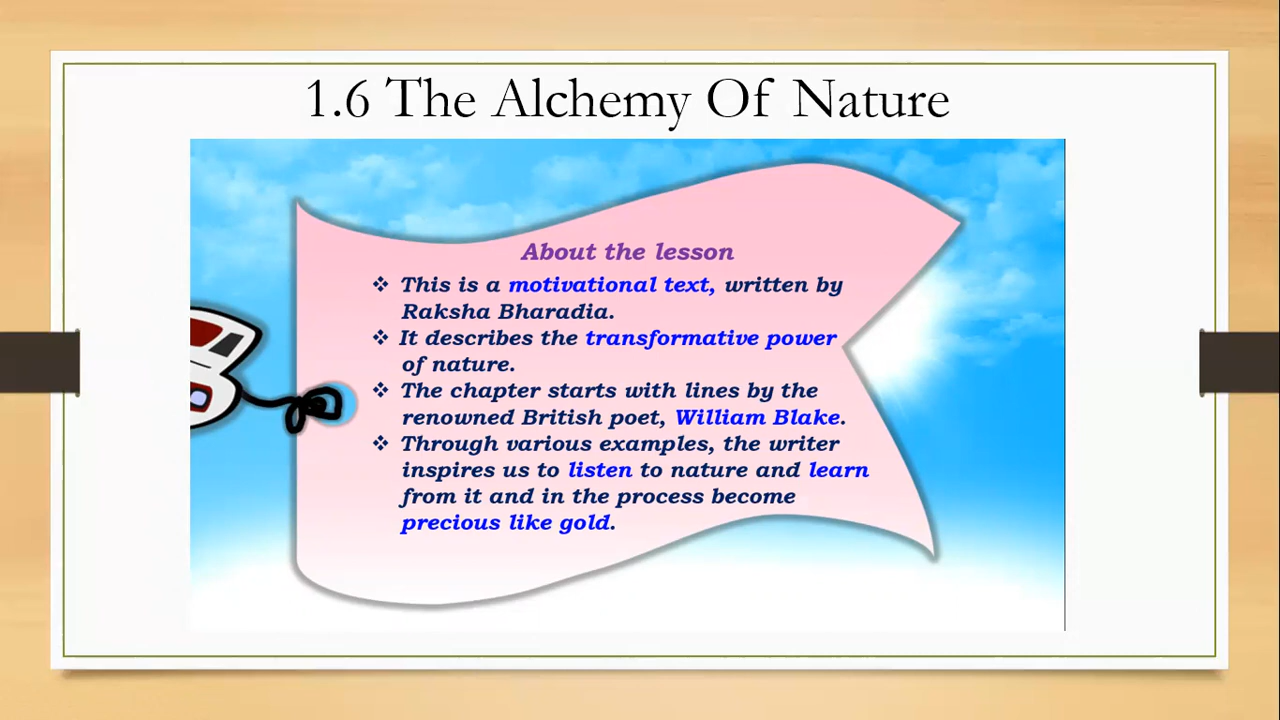 1.6 The Alchemy Of Nature
About the lesson
❖ This is a motivational text, written by
Raksha Bharadia.
❖ It describes the transformative power
of nature.
❖ The chapter starts with lines by the
renowned British poet, William Blake.
❖ Through various examples, the writer
inspires us to listen to nature and learn
from it and in the process become
precious like gold.